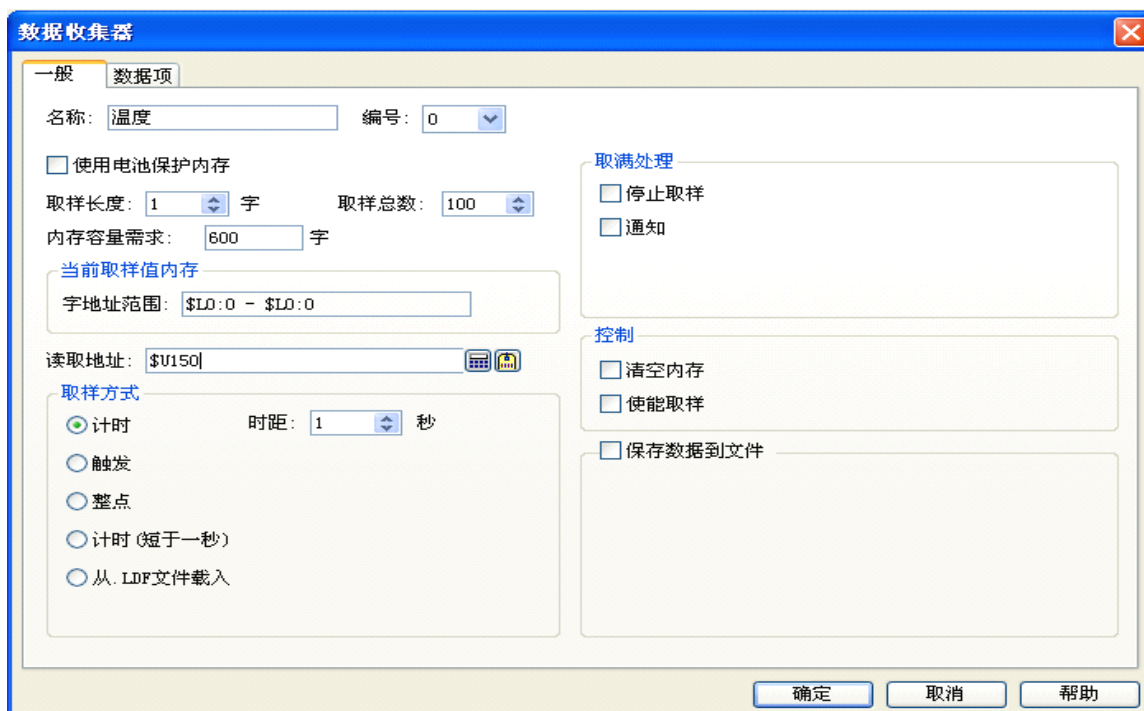 数据收集器
一般 数据项
名称: 温度 编号: 0
使用电池保护内存
取样长度: 1 字 取样总数: 100
内存容量需求: 600 字
当前取样值内存
字地址范围: $L0:0 - $L0:0
读取地址: $U150
取样方式
计时 时距: 1 秒
触发
整点
计时(短于一秒)
从.LDF文件载入
取满处理
停止取样
通知
控制
清空内存
使能取样
保存数据到文件
确定 取消 帮助